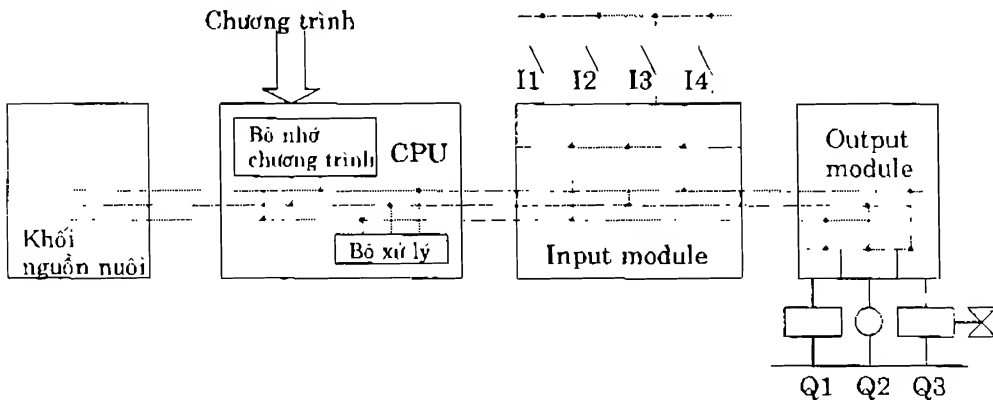 Chương trình
I1 I2 I3 I4
Bộ nhớ
chương trình
CPU
Output
module
Khối
nguồn nuôi
Bộ xử lý
Input module
Q1 Q2 Q3